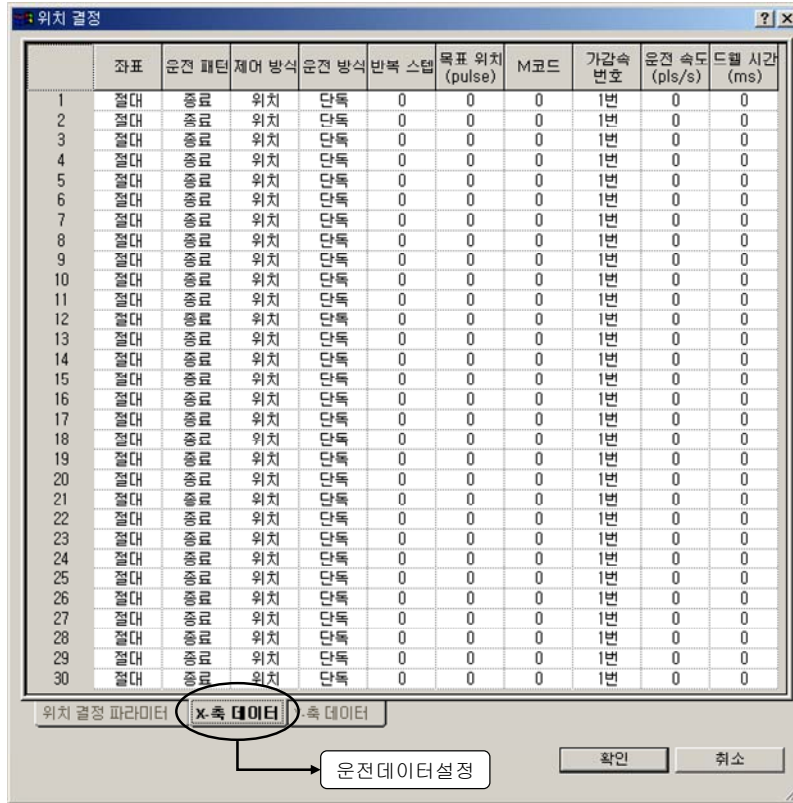 위치 결정
좌표 운전 패턴 제어 방식 운전 방식 반복 스텝 목표 위치 (pulse) M코드 가감속 번호 운전 속도 (pls/s) 드웰 시간 (ms)
1 절대 종료 위치 단독 0 0 0 1번 0 0
2 절대 종료 위치 단독 0 0 0 1번 0 0
3 절대 종료 위치 단독 0 0 0 1번 0 0
4 절대 종료 위치 단독 0 0 0 1번 0 0
5 절대 종료 위치 단독 0 0 0 1번 0 0
6 절대 종료 위치 단독 0 0 0 1번 0 0
7 절대 종료 위치 단독 0 0 0 1번 0 0
8 절대 종료 위치 단독 0 0 0 1번 0 0
9 절대 종료 위치 단독 0 0 0 1번 0 0
10 절대 종료 위치 단독 0 0 0 1번 0 0
11 절대 종료 위치 단독 0 0 0 1번 0 0
12 절대 종료 위치 단독 0 0 0 1번 0 0
13 절대 종료 위치 단독 0 0 0 1번 0 0
14 절대 종료 위치 단독 0 0 0 1번 0 0
15 절대 종료 위치 단독 0 0 0 1번 0 0
16 절대 종료 위치 단독 0 0 0 1번 0 0
17 절대 종료 위치 단독 0 0 0 1번 0 0
18 절대 종료 위치 단독 0 0 0 1번 0 0
19 절대 종료 위치 단독 0 0 0 1번 0 0
20 절대 종료 위치 단독 0 0 0 1번 0 0
21 절대 종료 위치 단독 0 0 0 1번 0 0
22 절대 종료 위치 단독 0 0 0 1번 0 0
23 절대 종료 위치 단독 0 0 0 1번 0 0
24 절대 종료 위치 단독 0 0 0 1번 0 0
25 절대 종료 위치 단독 0 0 0 1번 0 0
26 절대 종료 위치 단독 0 0 0 1번 0 0
27 절대 종료 위치 단독 0 0 0 1번 0 0
28 절대 종료 위치 단독 0 0 0 1번 0 0
29 절대 종료 위치 단독 0 0 0 1번 0 0
30 절대 종료 위치 단독 0 0 0 1번 0 0
위치 결정 파라미터 X-축 데이터 -축 데이터
운전데이터설정
확인 취소